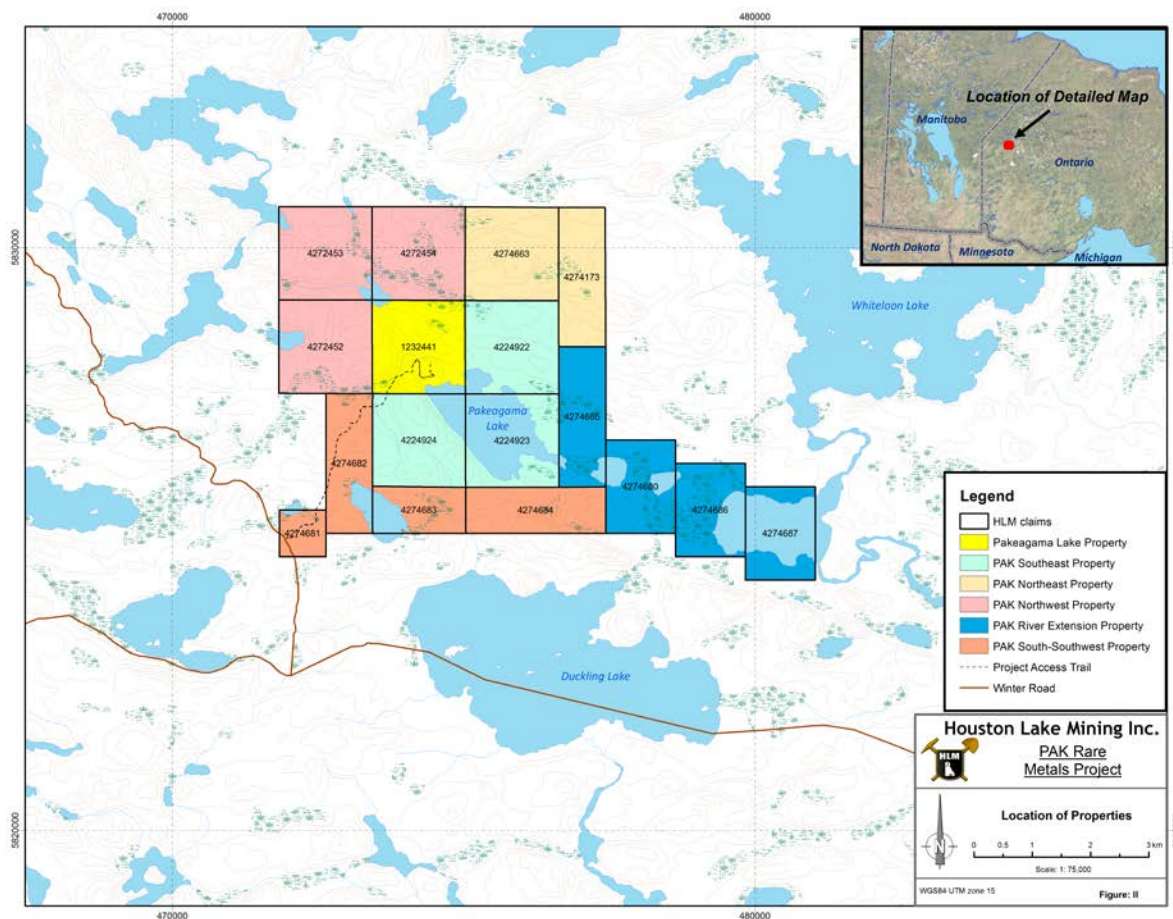 470000
480000
Location of Detailed Map
Manitoba
Ontario
North Dakota
Minnesota
Michigan
5830000
4272453
4272454
4274663
4274173
Whiteloon Lake
4272452
1232441
4224922
Pakeagama
Lake
4274685
4224924
4224923
4274682
4274680
4274683
4274684
4274686
4274681
4274687
Duckling Lake
5820000
Legend
HLM claims
Pakeagama Lake Property
PAK Southeast Property
PAK Northeast Property
PAK Northwest Property
PAK River Extension Property
PAK South-Southwest Property
Project Access Trail
Winter Road
Houston Lake Mining Inc.
HLM
PAK Rare
Metals Project
N
Location of Properties
0 0.5 1 2 3 km
Scale: 1: 75,000
WGS84 UTM zone 15
Figure: II
470000
480000